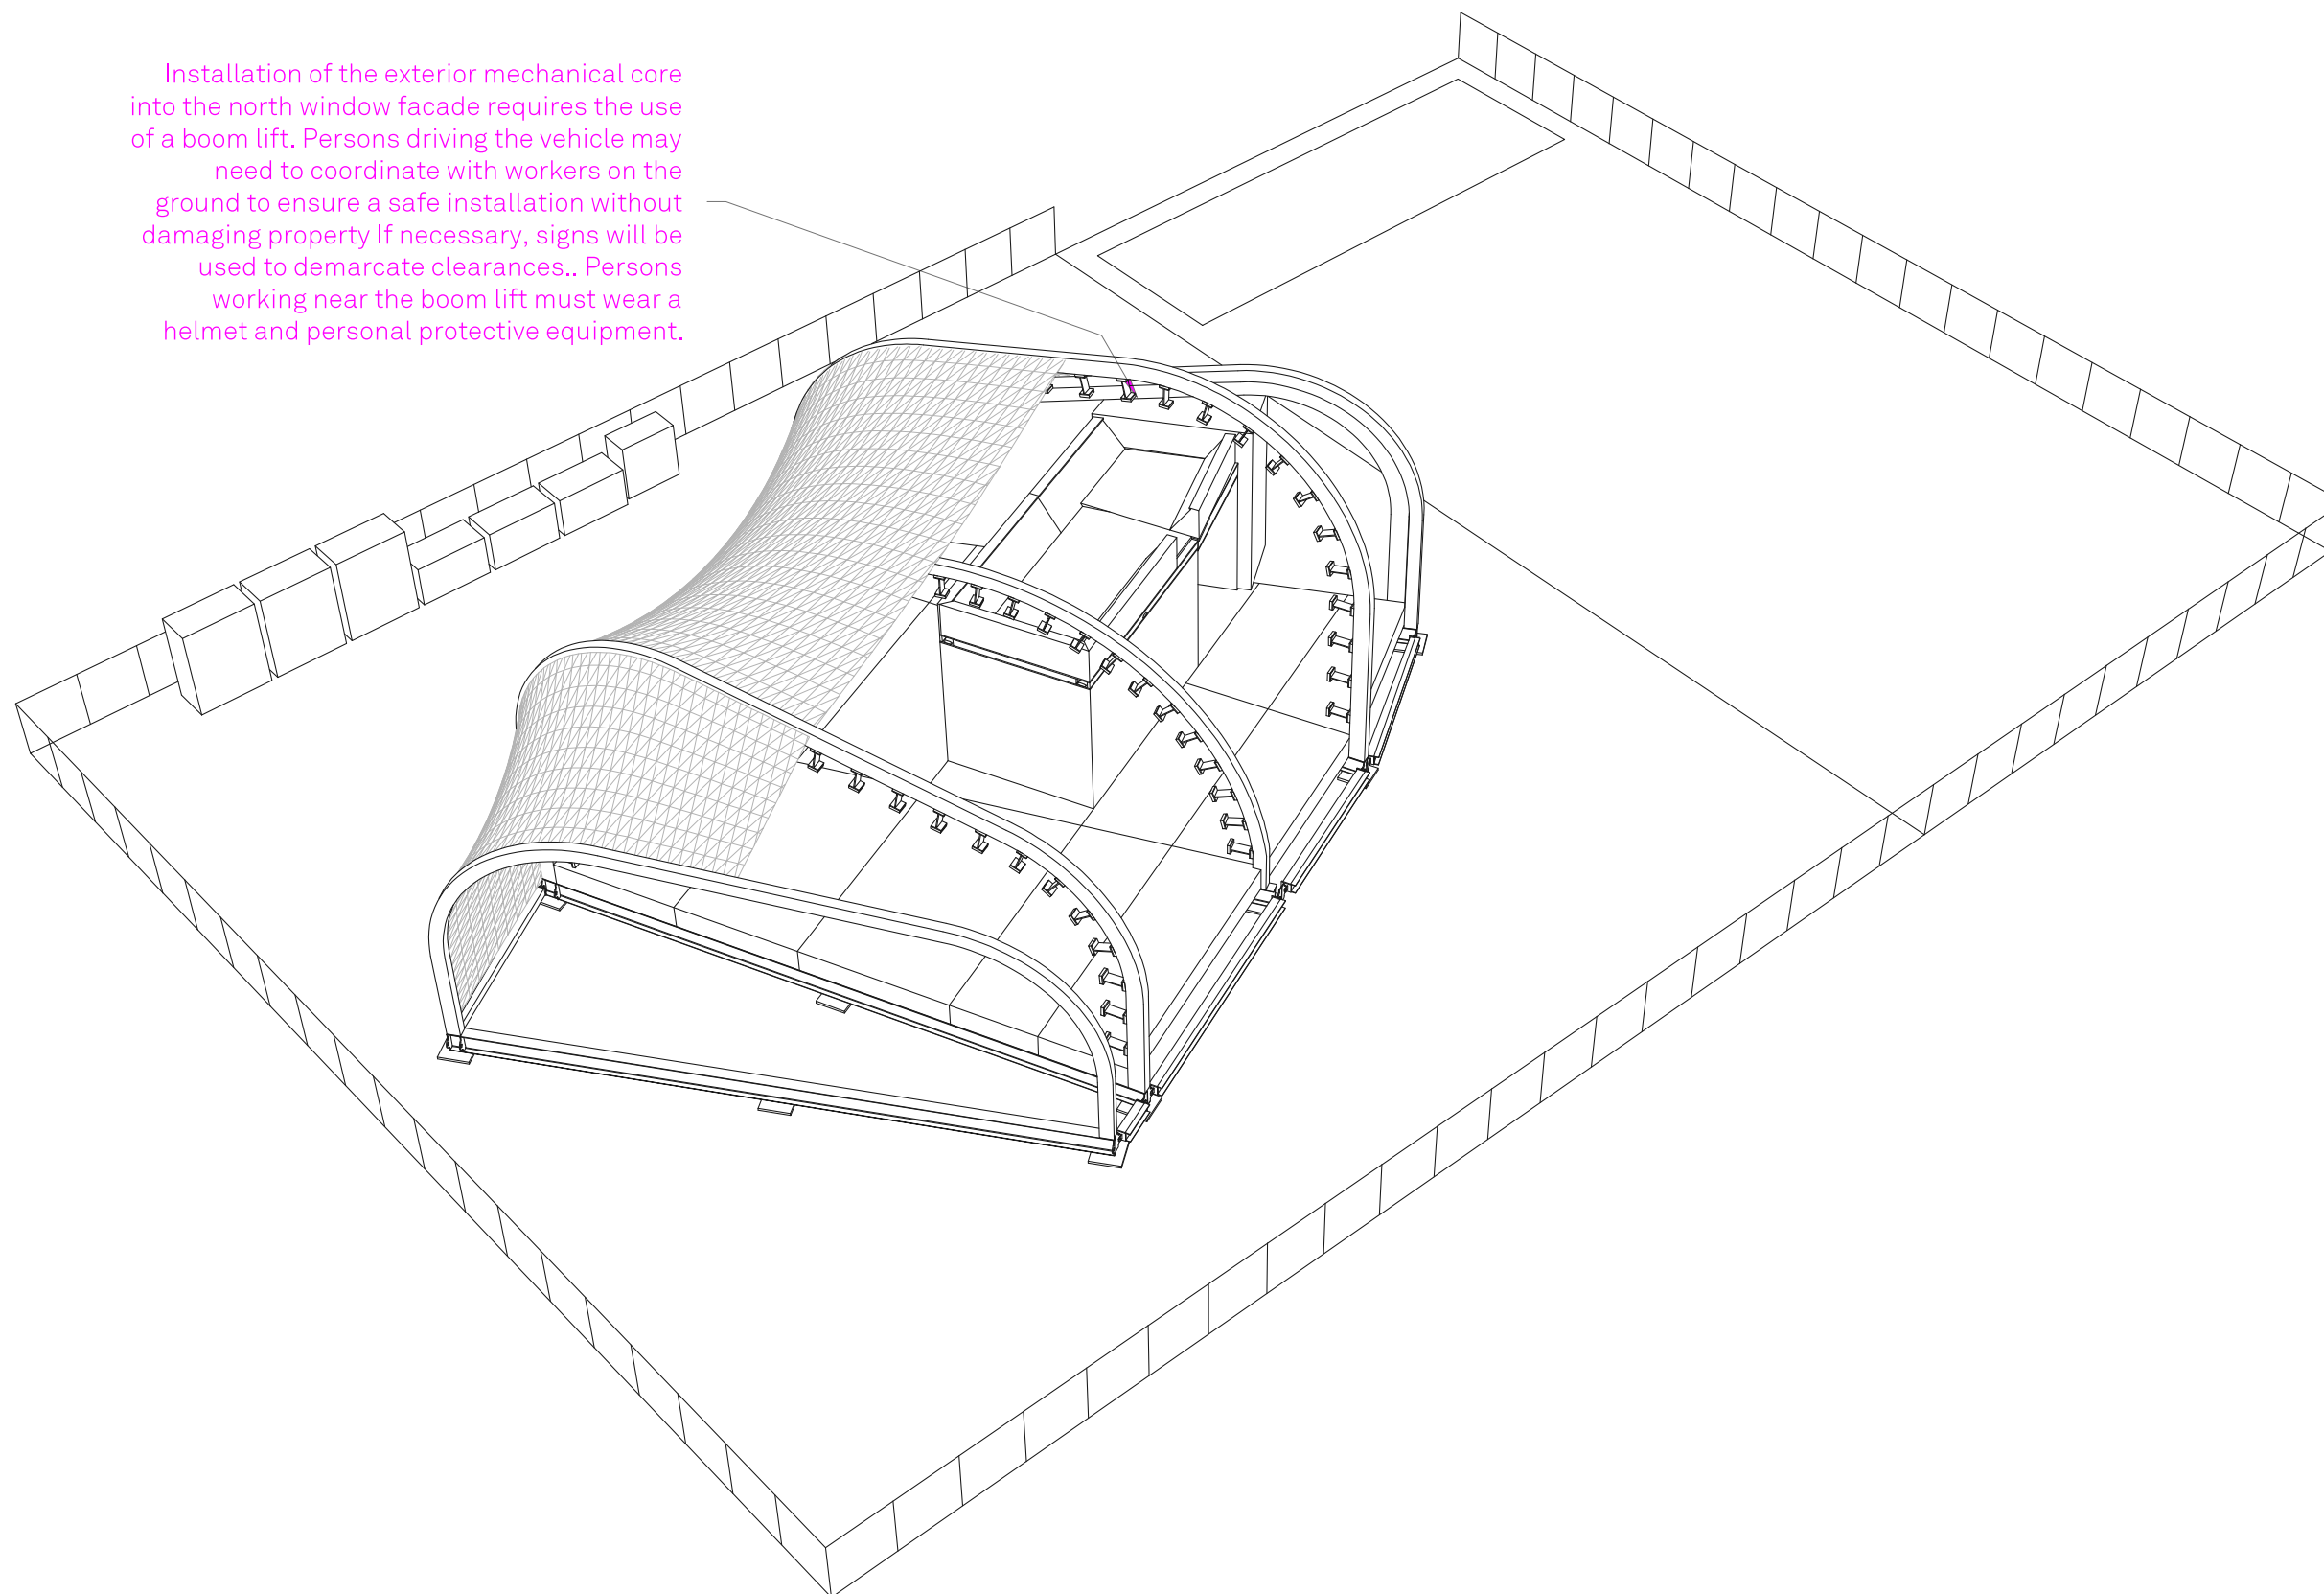 Installation of the exterior mechanical core
into the north window facade requires the use
of a boom lift. Persons driving the vehicle may
need to coordinate with workers on the
ground to ensure a safe installation without
damaging property If necessary, signs will be
used to demarcate clearances.. Persons
working near the boom lift must wear a
helmet and personal protective equipment.